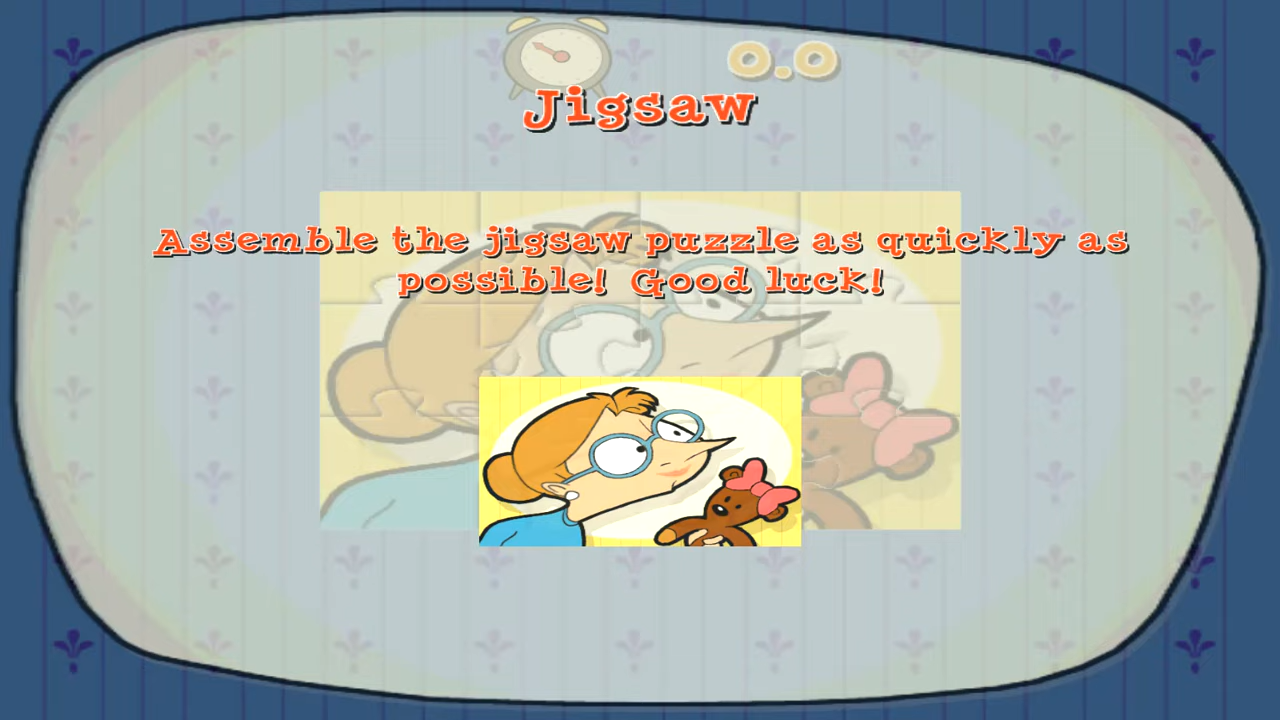 0.0
Jigsaw
Assemble the jigsaw puzzle as quickly as
possible! Good luck!